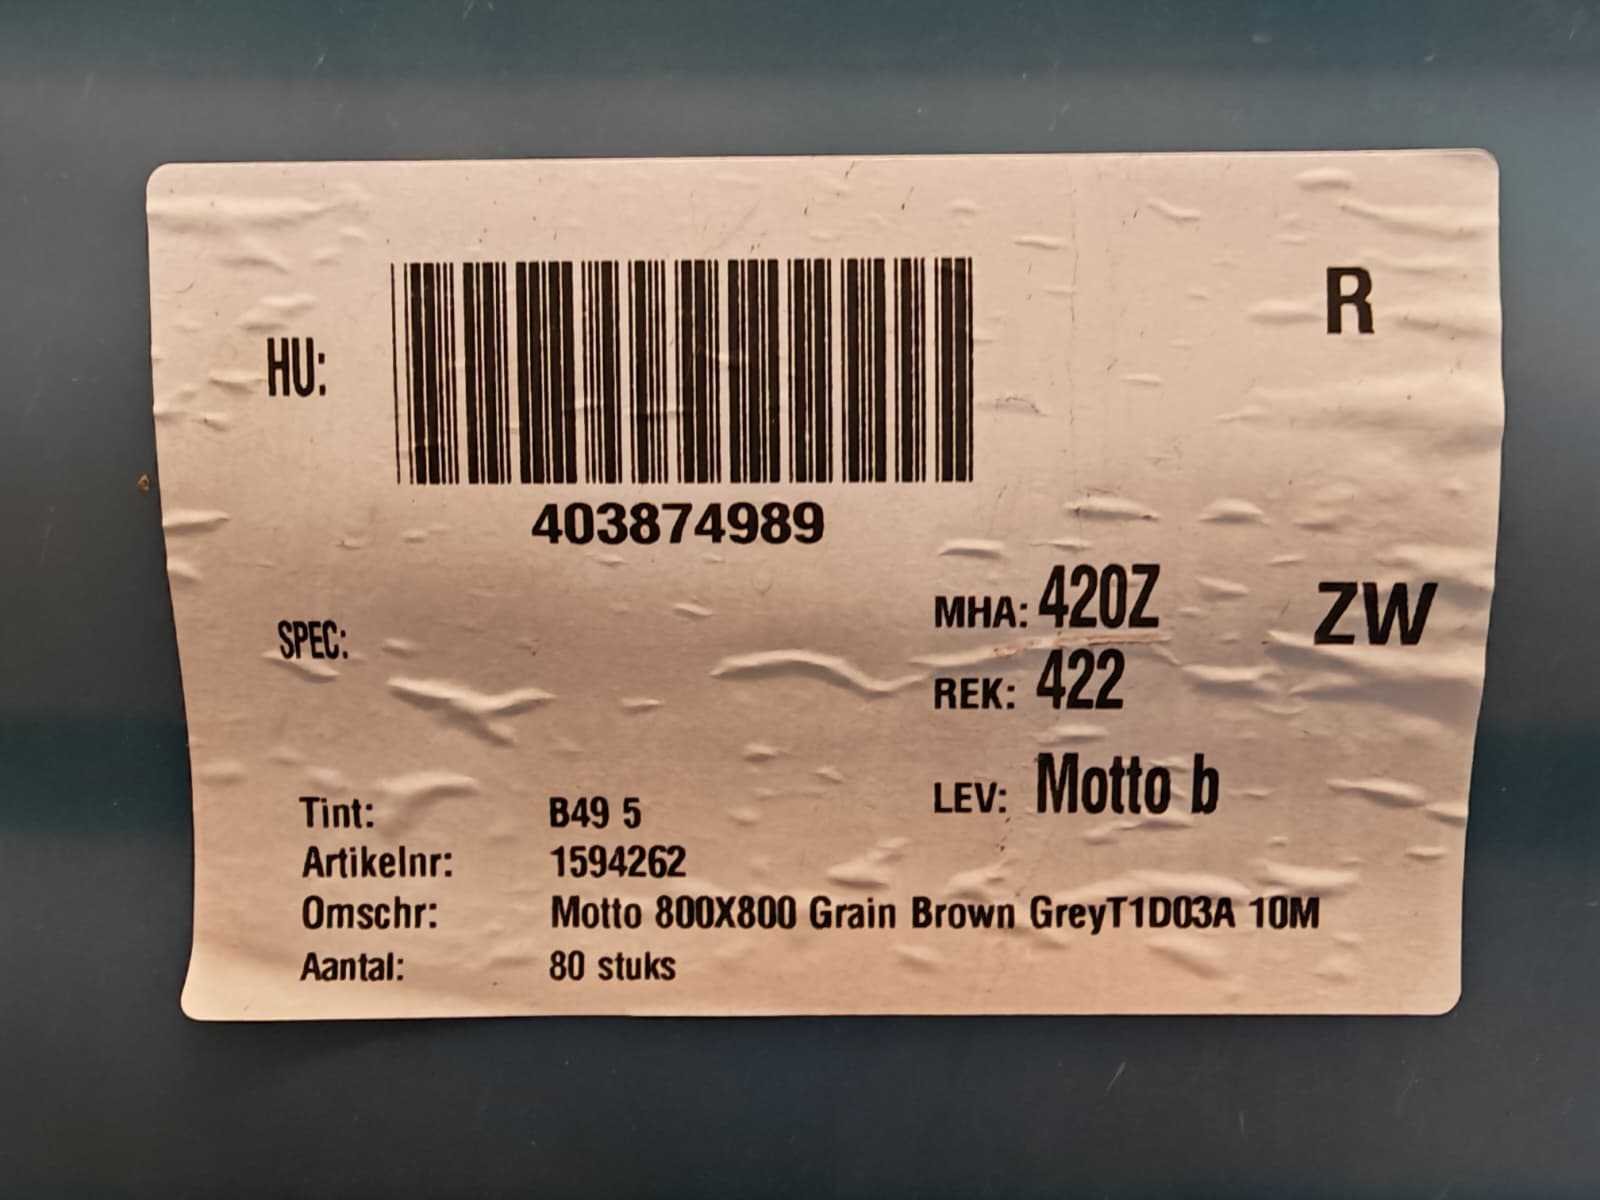 R
HU:
403874989
MHA: 420Z
ZW
SPEC:
REK: 422
LEV: Motto b
Tint: B49 5
Artikelnr: 1594262
Omschr: Motto 800X800 Grain Brown GreyT1D03A 10M
Aantal: 80 stuks